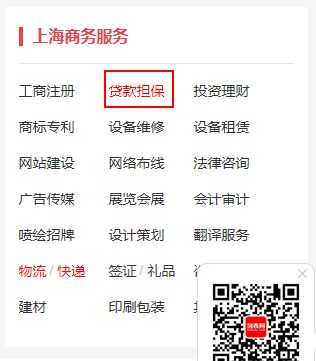 上海商务服务
工商注册 贷款担保 投资理财
商标专利 设备维修 设备租赁
网站建设 网络布线 法律咨询
广告传媒 展览会展 会计审计
喷绘招牌 设计策划 翻译服务
物流 / 快递 签证 / 礼品
建材 印刷包装
列表网